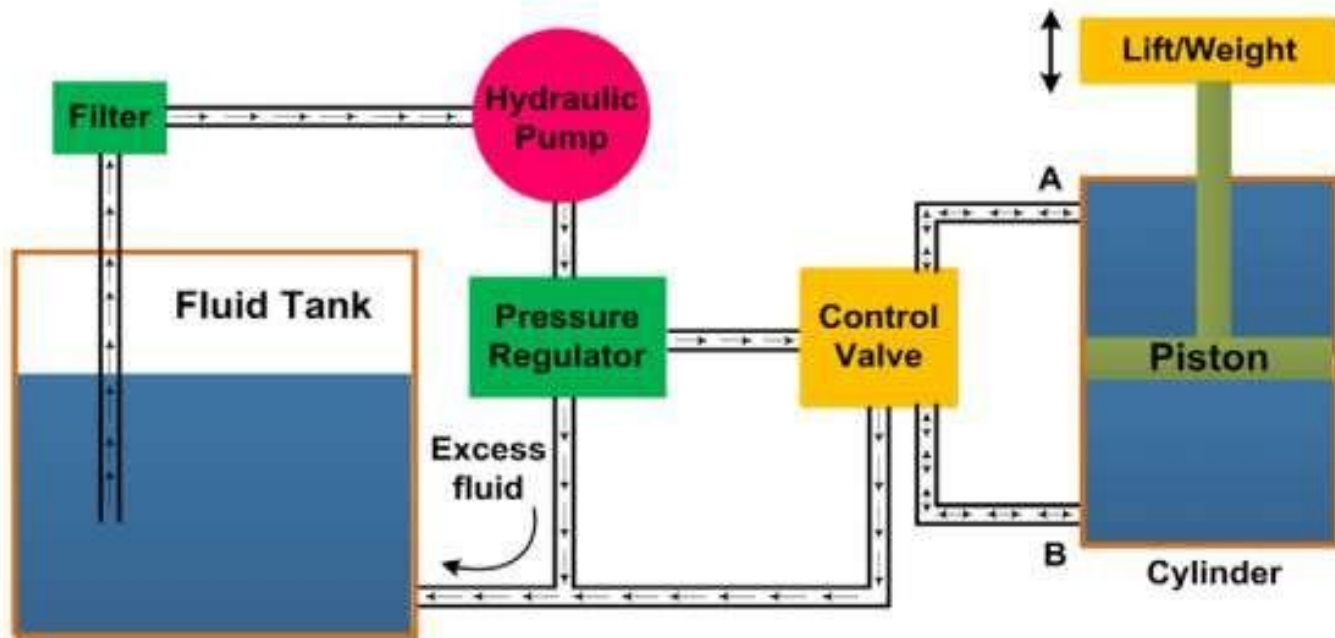 Lift/Weight
Filter
Hydraulic
Pump
A
Fluid Tank
Pressure
Regulator
Control
Valve
Piston
Excess
fluid
B
Cylinder